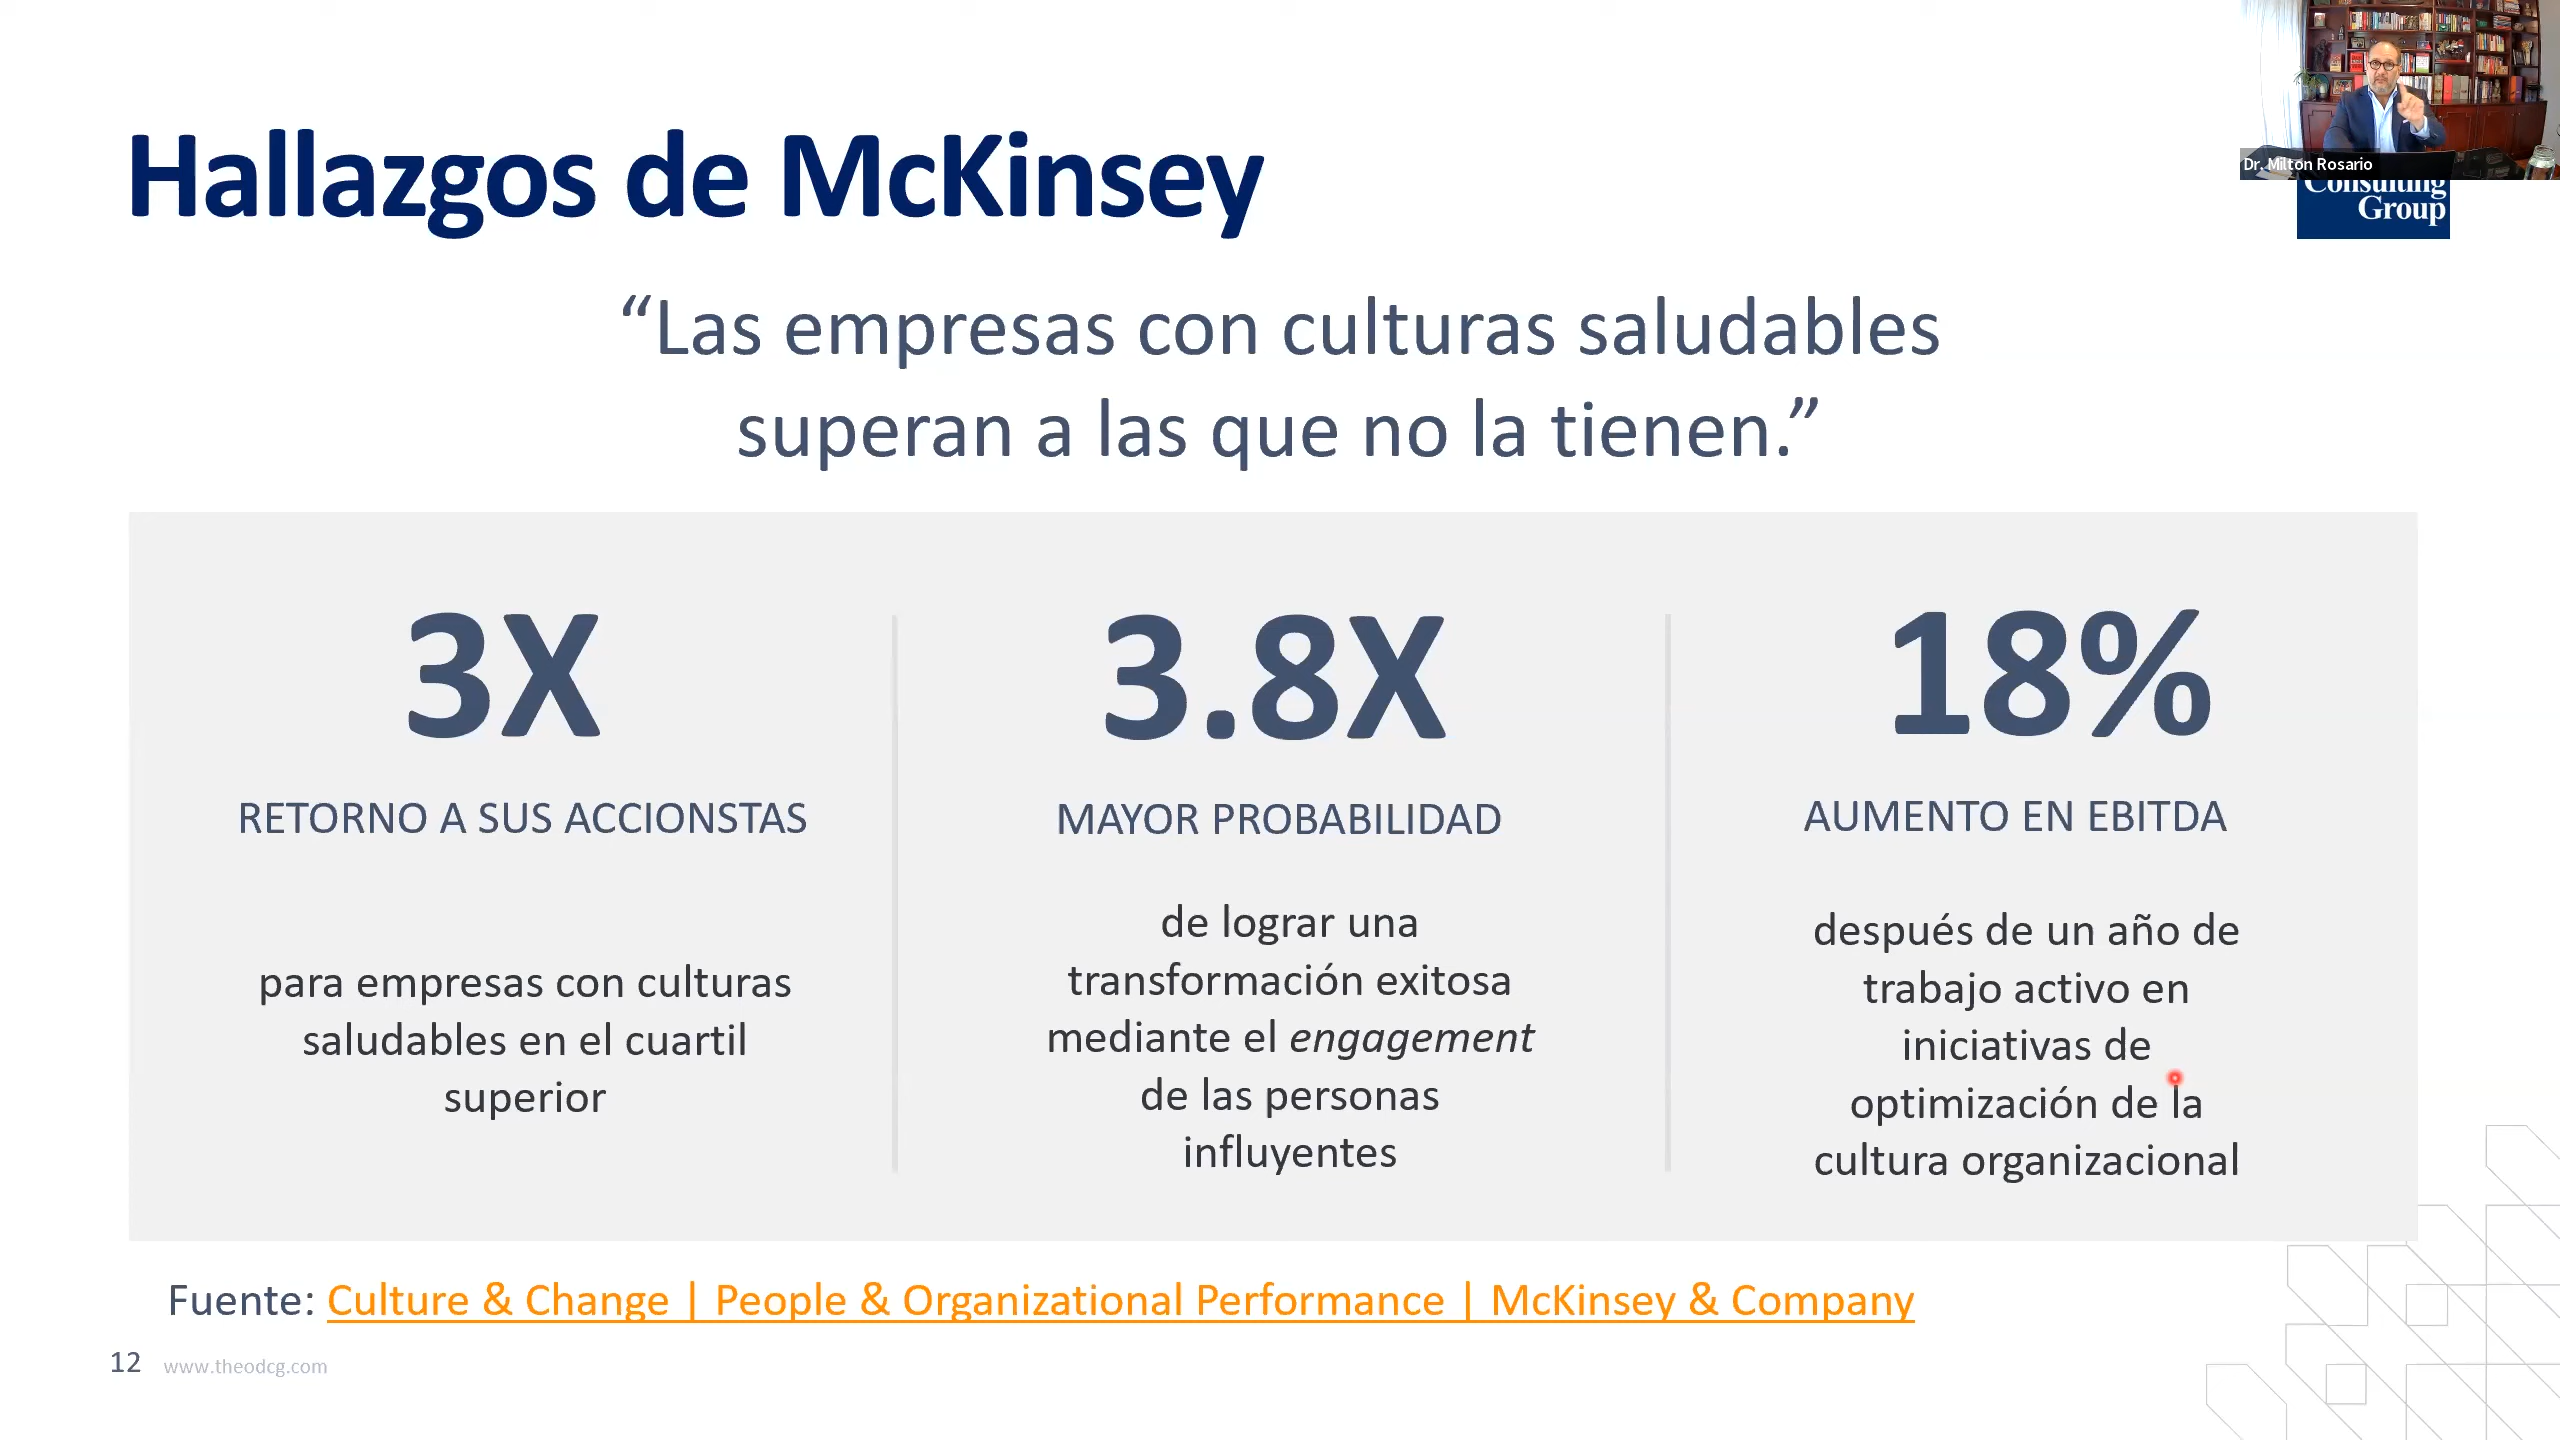 Dr. Milton Rosario
Consulting
Group
Hallazgos de McKinsey
“Las empresas con culturas saludables
superan a las que no la tienen.”
3X
RETORNO A SUS ACCIONSTAS
para empresas con culturas
saludables en el cuartil
superior
3.8X
MAYOR PROBABILIDAD
de lograr una
transformación exitosa
mediante el engagement
de las personas
influyentes
18%
AUMENTO EN EBITDA
después de un año de
trabajo activo en
iniciativas de
optimización de la
cultura organizacional
Fuente: Culture & Change | People & Organizational Performance | McKinsey & Company
12 www.theodcg.com